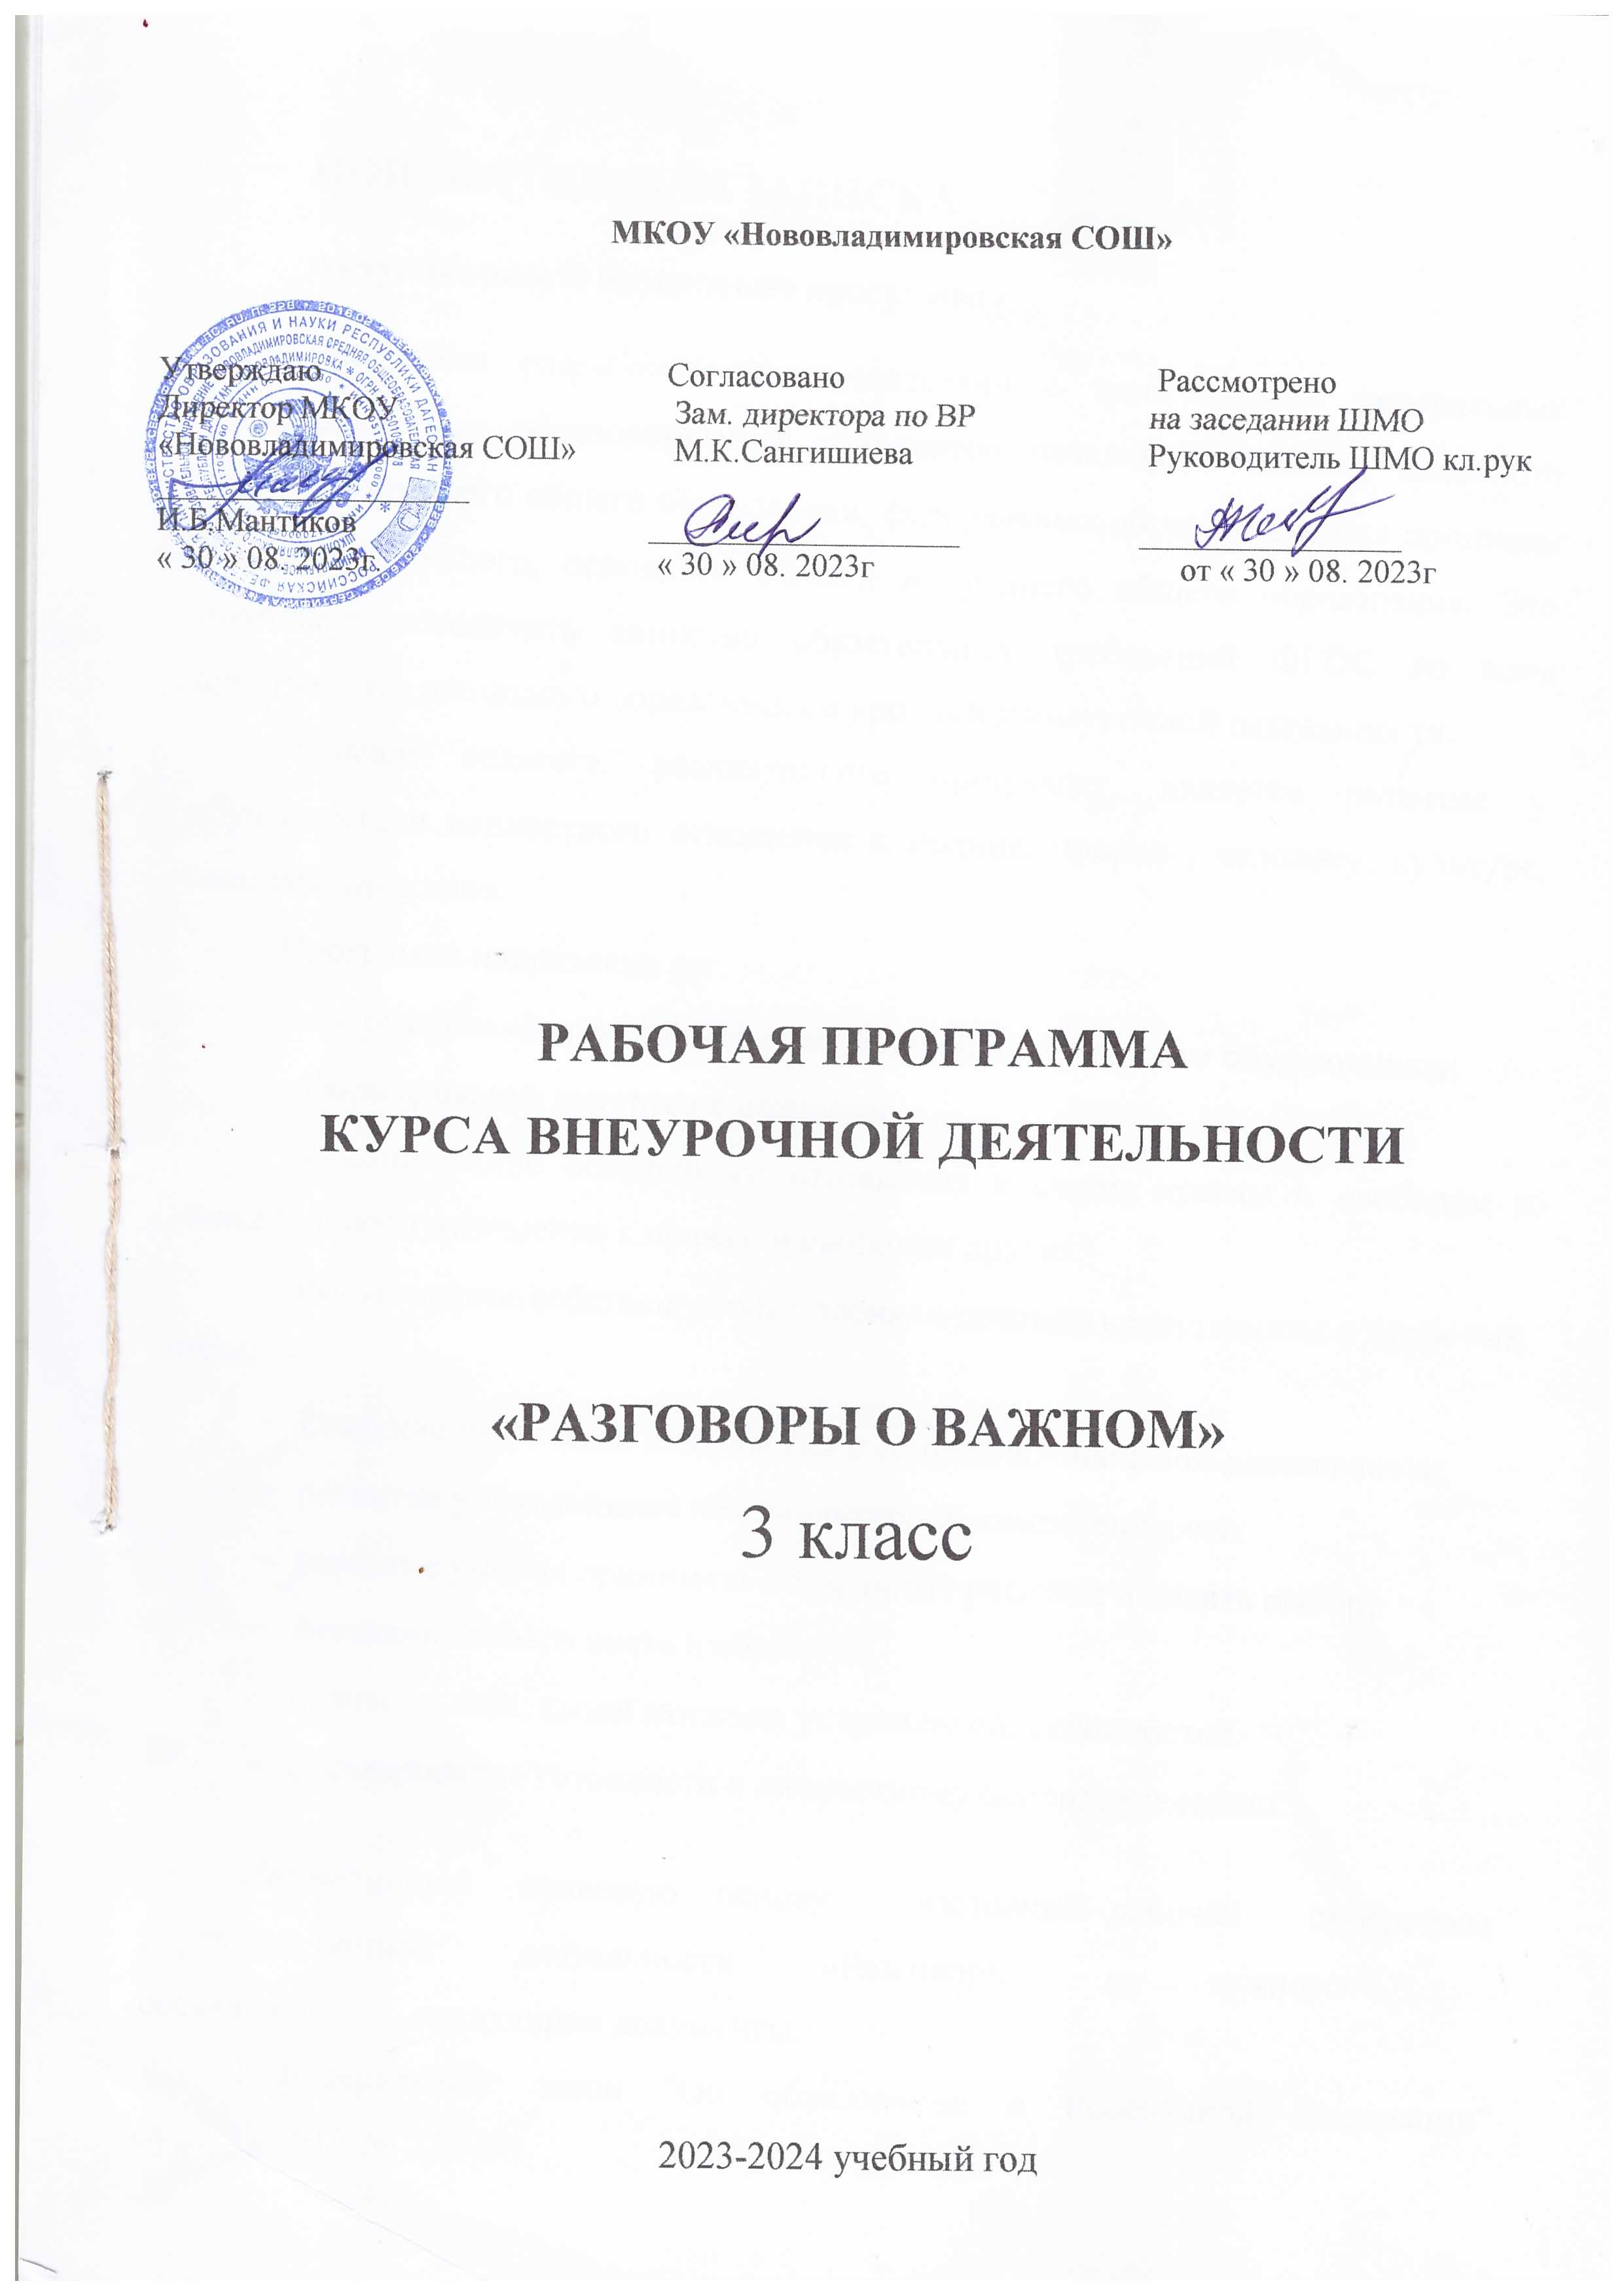 МКОУ «Нововладимировская СОШ»
Утверждаю
Директор МКОУ
«Нововладимировская СОШ»
И.Б.Мантиков
« 30 » 08. 2023г
Согласовано
Зам. директора по ВР
М.К.Сангишиева
« 30 » 08. 2023г
Рассмотрено
на заседании ШМО
Руководитель ШМО кл.рук
от « 30 » 08. 2023г
РАБОЧАЯ ПРОГРАММА
КУРСА ВНЕУРОЧНОЙ ДЕЯТЕЛЬНОСТИ
«РАЗГОВОРЫ О ВАЖНОМ»
3 класс
2023-2024 учебный год